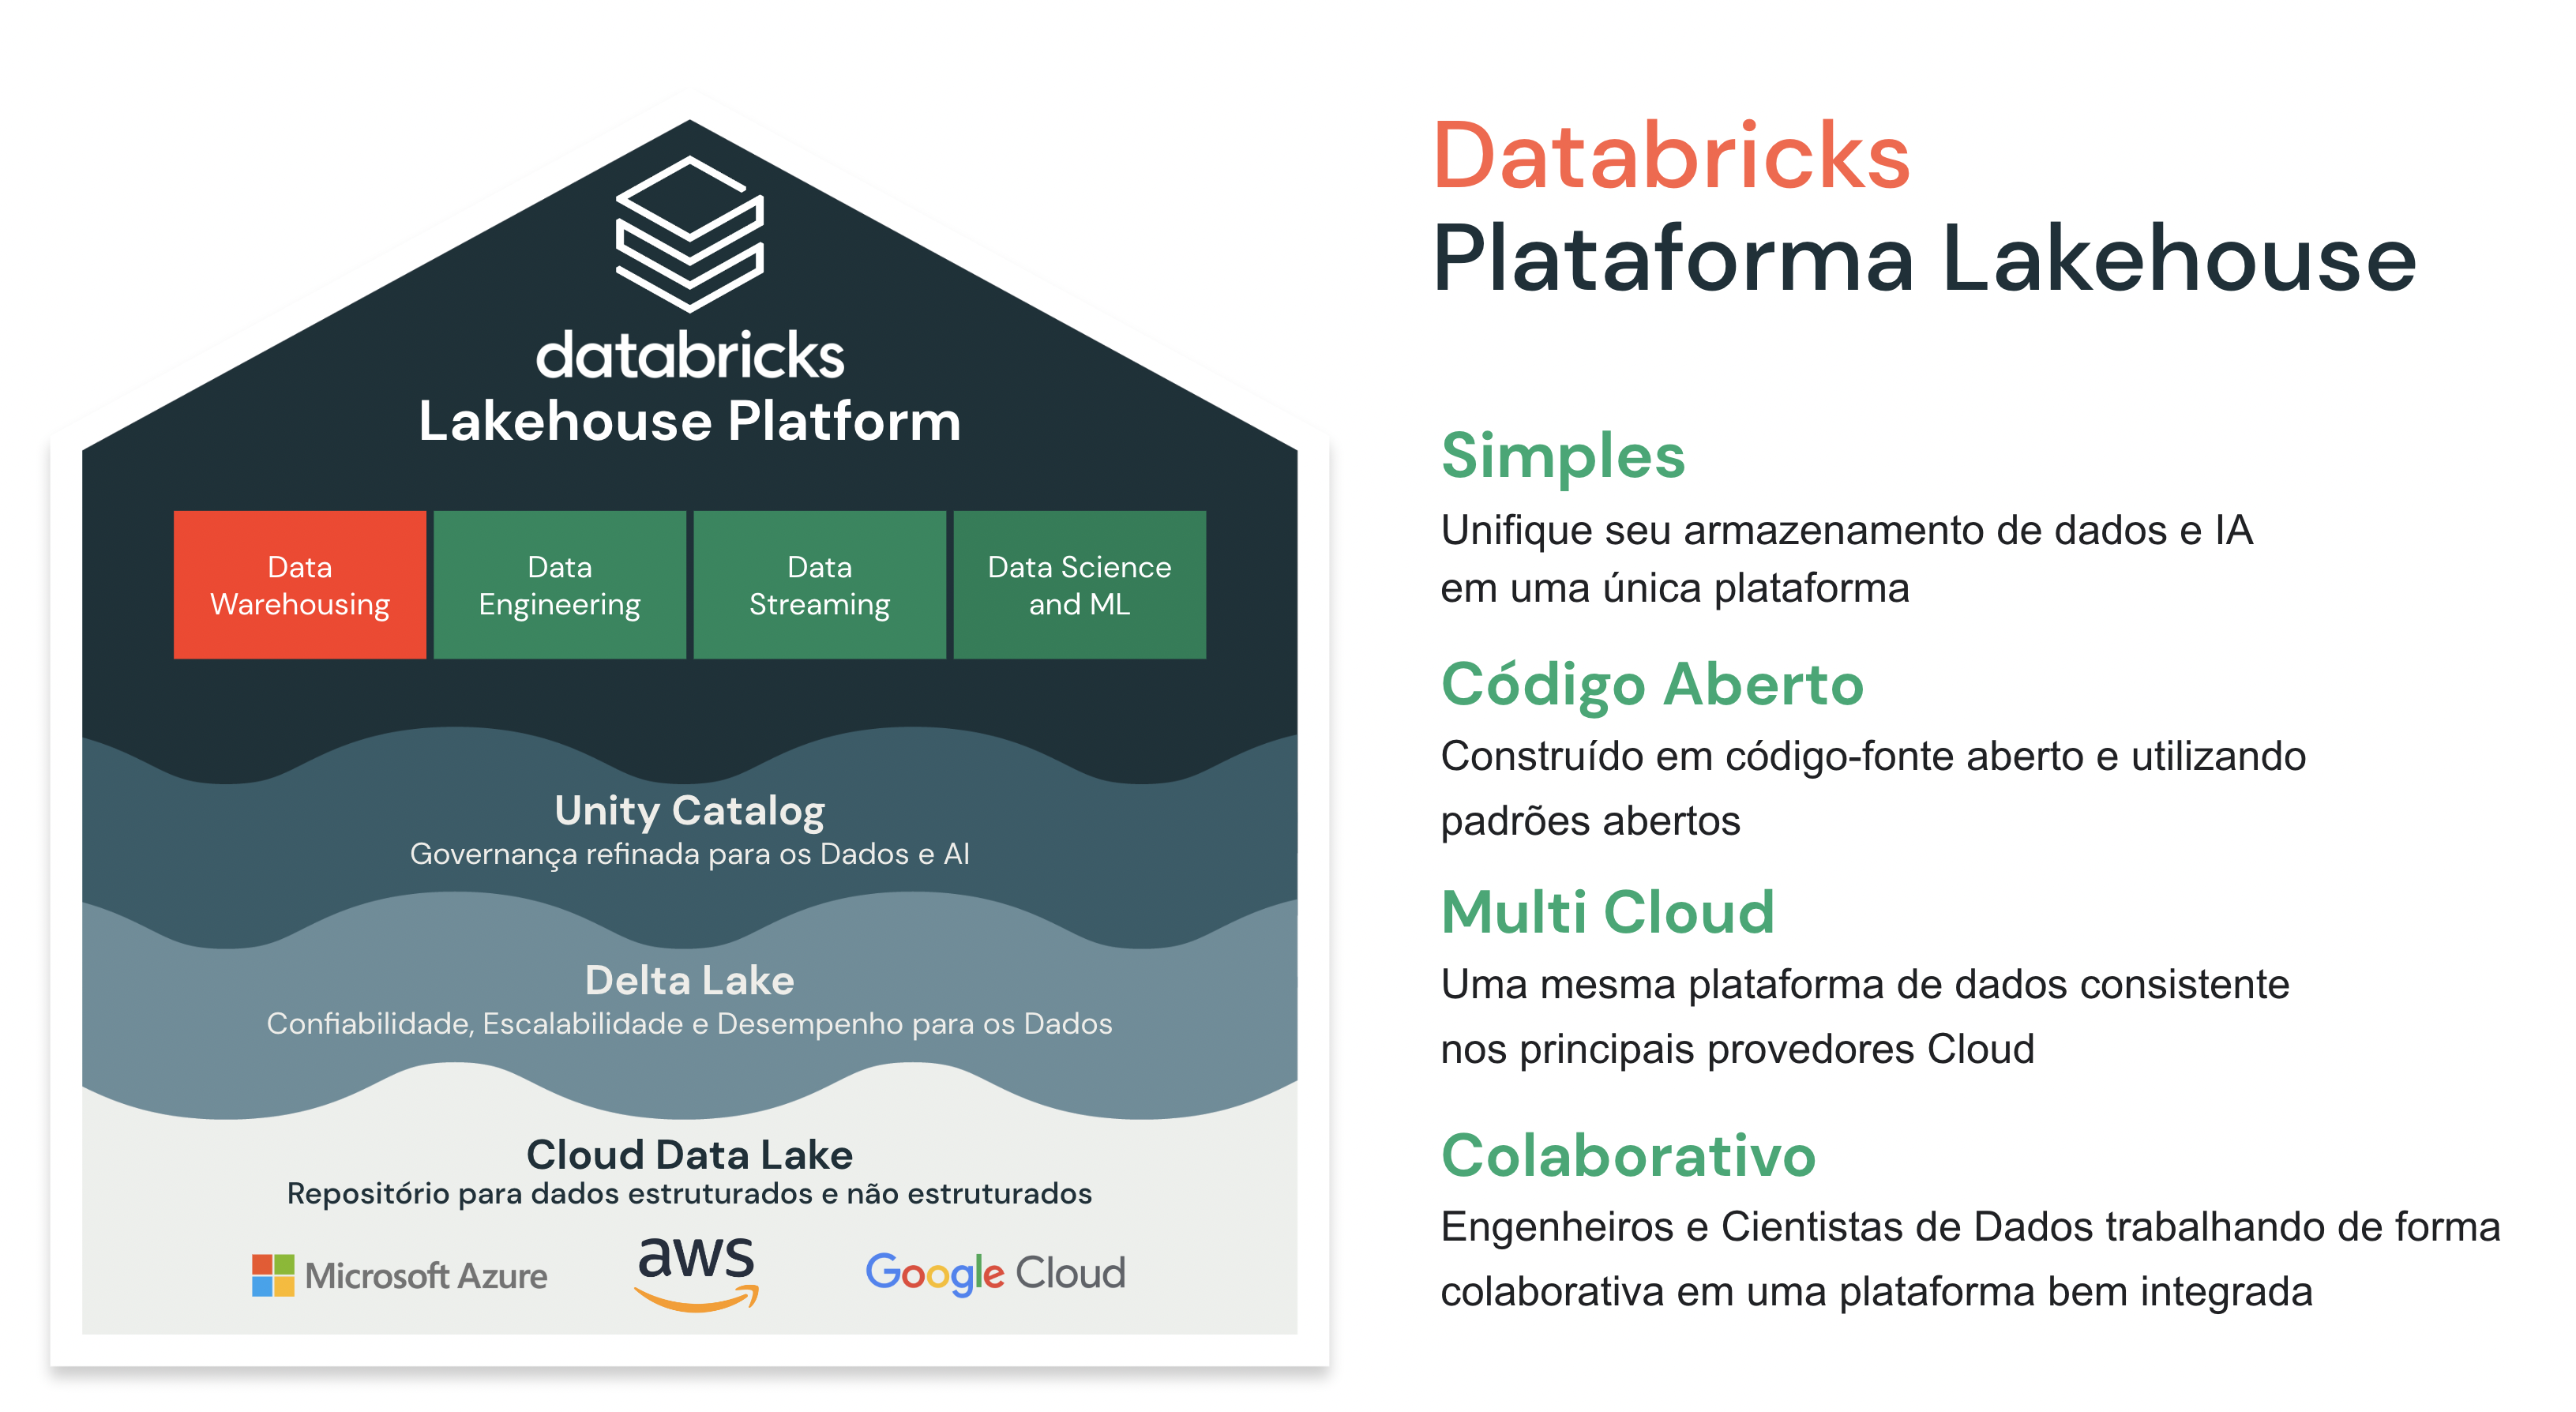 databricks
Lakehouse Platform
Data
Warehousing
Data
Engineering
Data
Streaming
Data Science
and ML
Unity Catalog
Governança refinada para os Dados e AI
Delta Lake
Confiabilidade, Escalabilidade e Desempenho para os Dados
Cloud Data Lake
Repositório para dados estruturados e não estruturados
Microsoft Azure
aws
Google Cloud
Databricks
Plataforma Lakehouse
Simples
Unifique seu armazenamento de dados e IA
em uma única plataforma
Código Aberto
Construído em código-fonte aberto e utilizando
padrões abertos
Multi Cloud
Uma mesma plataforma de dados consistente
nos principais provedores Cloud
Colaborativo
Engenheiros e Cientistas de Dados trabalhando de forma
colaborativa em uma plataforma bem integrada